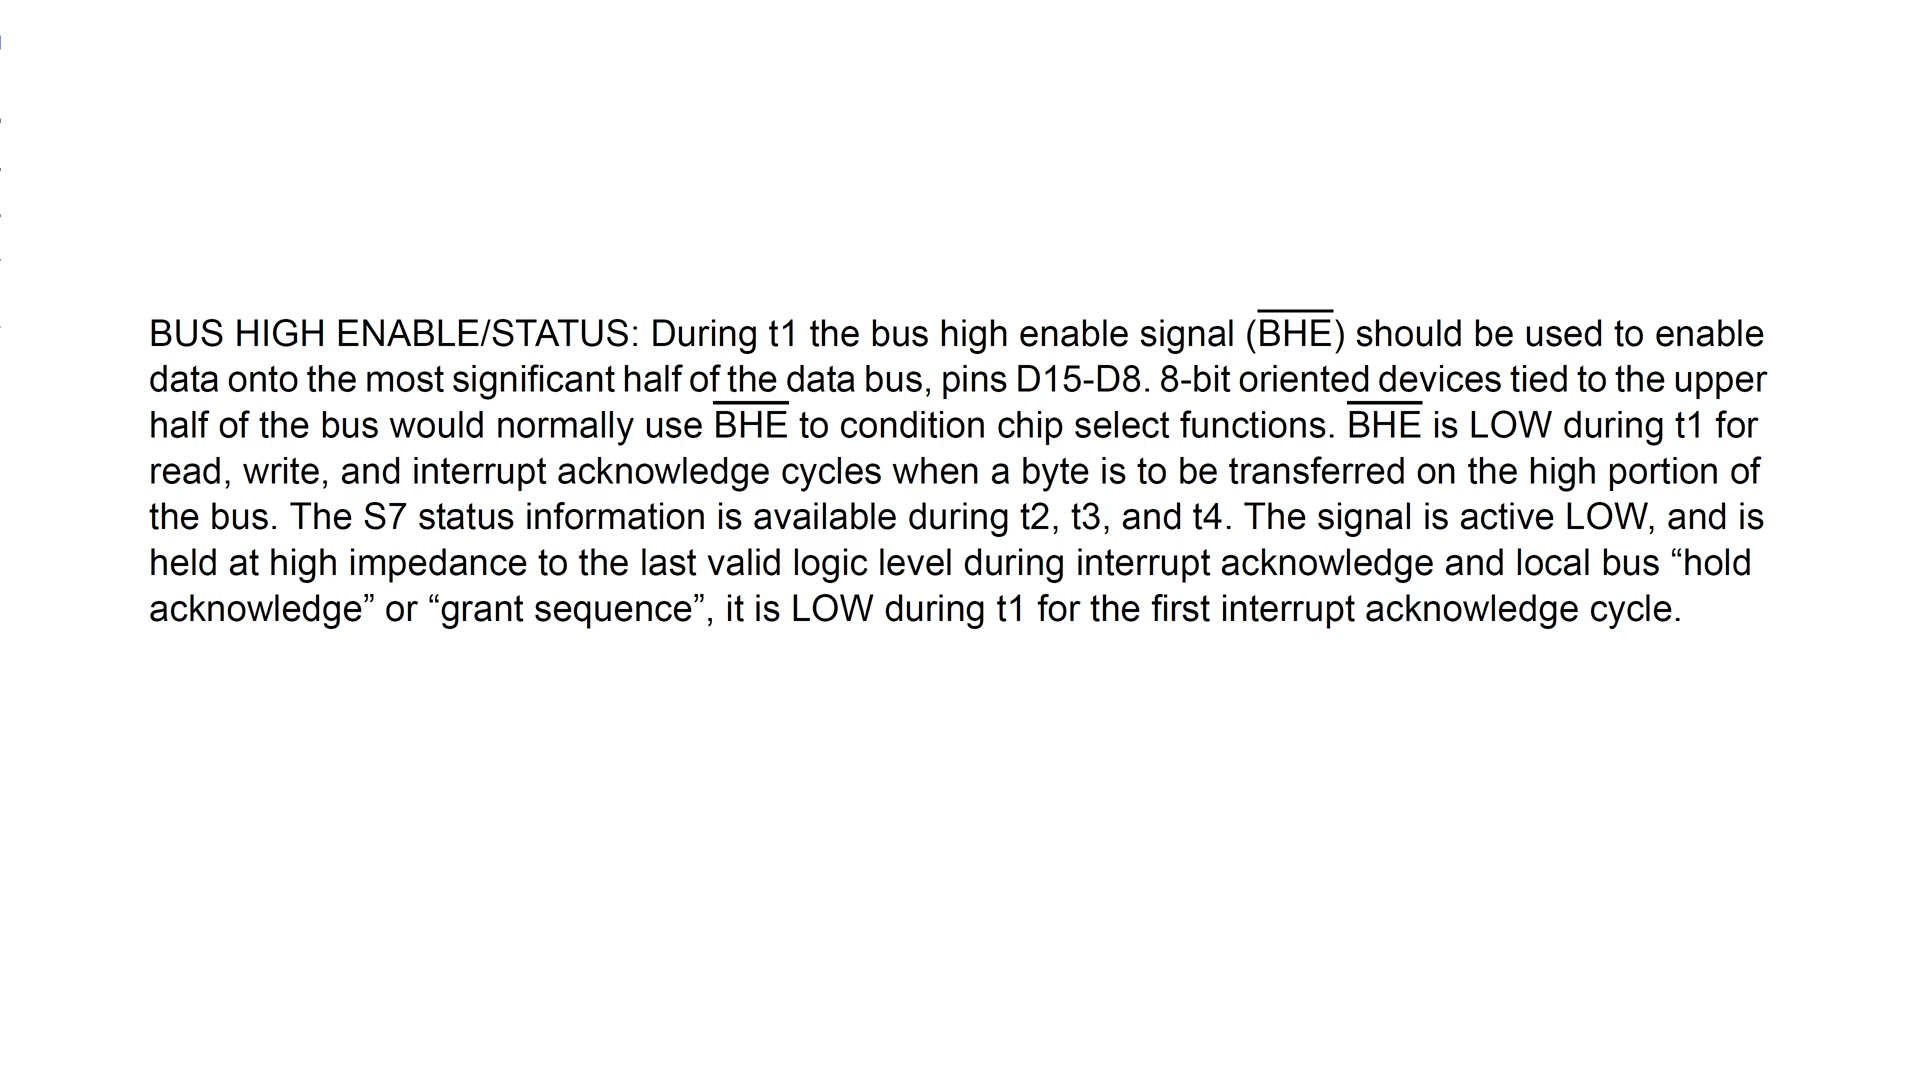 BUS HIGH ENABLE/STATUS: During t1 the bus high enable signal (B̅H̅E̅) should be used to enable
data onto the most significant half of the data bus, pins D15-D8. 8-bit oriented devices tied to the upper
half of the bus would normally use B̅H̅E̅ to condition chip select functions. B̅H̅E̅ is LOW during t1 for
read, write, and interrupt acknowledge cycles when a byte is to be transferred on the high portion of
the bus. The S7 status information is available during t2, t3, and t4. The signal is active LOW, and is
held at high impedance to the last valid logic level during interrupt acknowledge and local bus “hold
acknowledge” or “grant sequence”, it is LOW during t1 for the first interrupt acknowledge cycle.